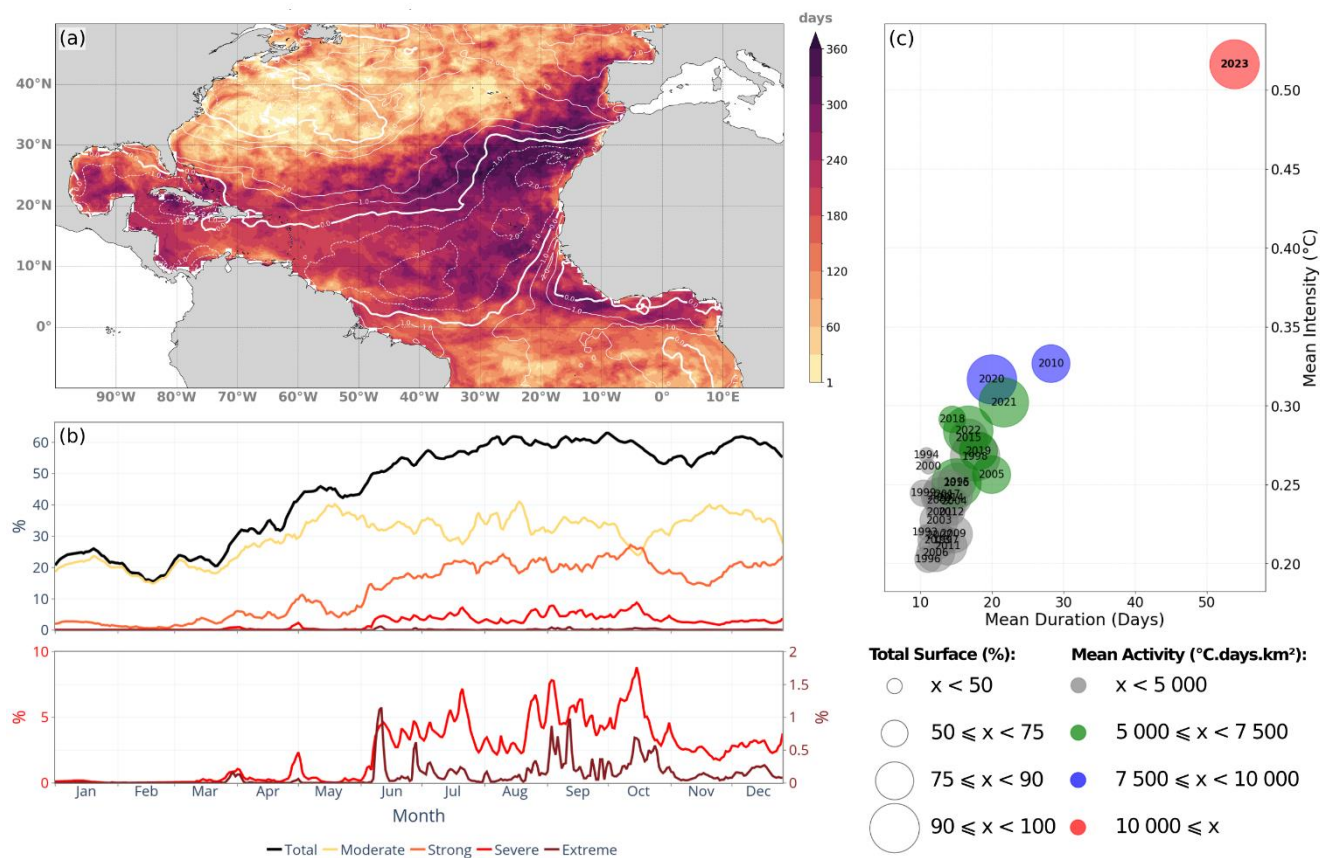 (a)
days
360
300
240
180
120
60
1
40°N
30°N
20°N
10°N
0°
90°W 80°W 70°W 60°W 50°W 40°W 30°W 20°W 10°W 0°E 10°E
(b)
%
60
50
40
30
20
10
0
10
5
0
%
2
1.5
1
0.5
0
%
Jan Feb Mar Apr May Jun Jul Aug Sep Oct Nov Dec
Month
Total Moderate Strong Severe Extreme
(c)
2023
2010
2020
2021
2018
2022
2015
2019
1998
1994
2000
2005
2016
2004
2012
2003
2011
2006
1996
0.50
0.45
0.40
0.35
0.30
0.25
0.20
Mean Intensity (°C)
10 20 30 40 50
Mean Duration (Days)
Total Surface (%): Mean Activity (°C.days.km²):
x < 50 x < 5 000
50 ⩽ x < 75 5 000 ⩽ x < 7 500
75 ⩽ x < 90 7 500 ⩽ x < 10 000
90 ⩽ x < 100 10 000 ⩽ x